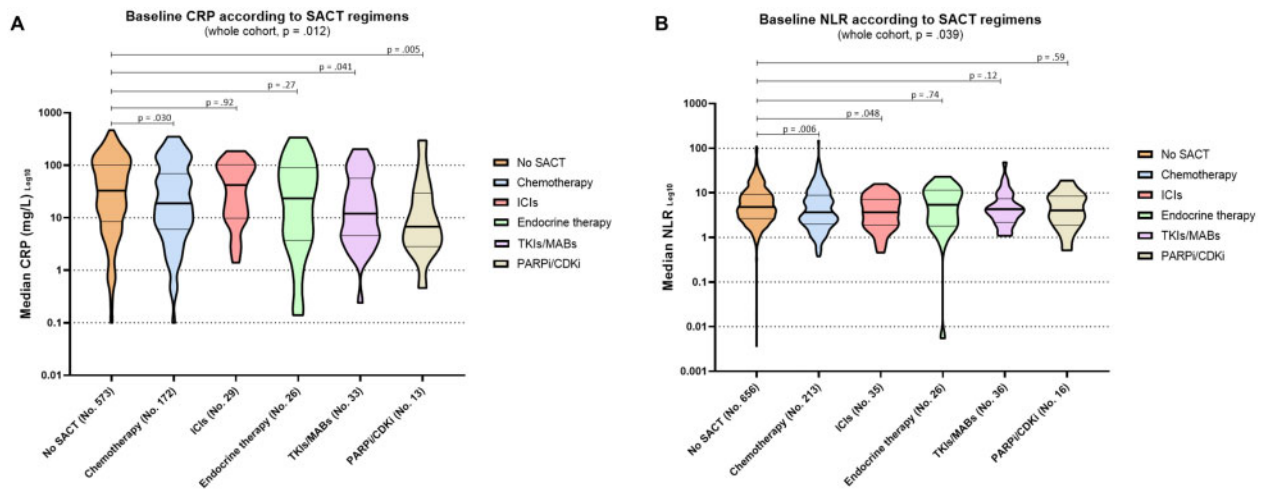 A
Baseline CRP according to SACT regimens
(whole cohort, p = .012)
p = .005
p = .041
p = .27
p = .92
p = .030
Median CRP (mg/L) Log10
1000
100
10
1
0.1
0.01
No SACT (No. 573)
Chemotherapy (No. 172)
ICIs (No. 29)
Endocrine therapy (No. 26)
TKIs/MABs (No. 33)
PARPi/CDKi (No. 13)
No SACT
Chemotherapy
ICIs
Endocrine therapy
TKIs/MABs
PARPi/CDKi
B
Baseline NLR according to SACT regimens
(whole cohort, p = .039)
p = .59
p = .12
p = .74
p = .048
p = .006
Median NLR Log10
1000
100
10
1
0.1
0.01
0.001
No SACT (No. 656)
Chemotherapy (No. 213)
ICIs (No. 35)
Endocrine therapy (No. 26)
TKIs/MABs (No. 36)
PARPi/CDKi (No. 16)
No SACT
Chemotherapy
ICIs
Endocrine therapy
TKIs/MABs
PARPi/CDKi